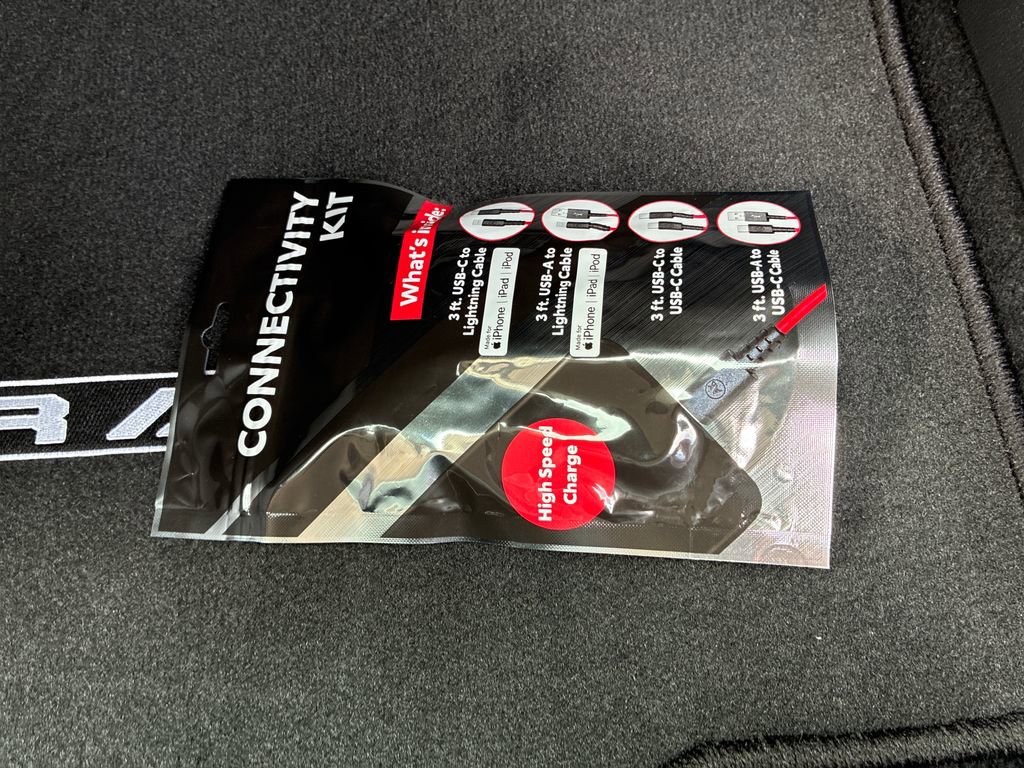 CONNECTIVITY
KIT
What's inside:
3 ft. USB-C to
Lightning Cable
Made for
iPhone | iPad | iPod
3 ft. USB-A to
Lightning Cable
Made for
iPhone | iPad | iPod
3 ft. USB-C to
USB-C Cable
3 ft. USB-A to
USB-C Cable
High Speed
Charge
RA